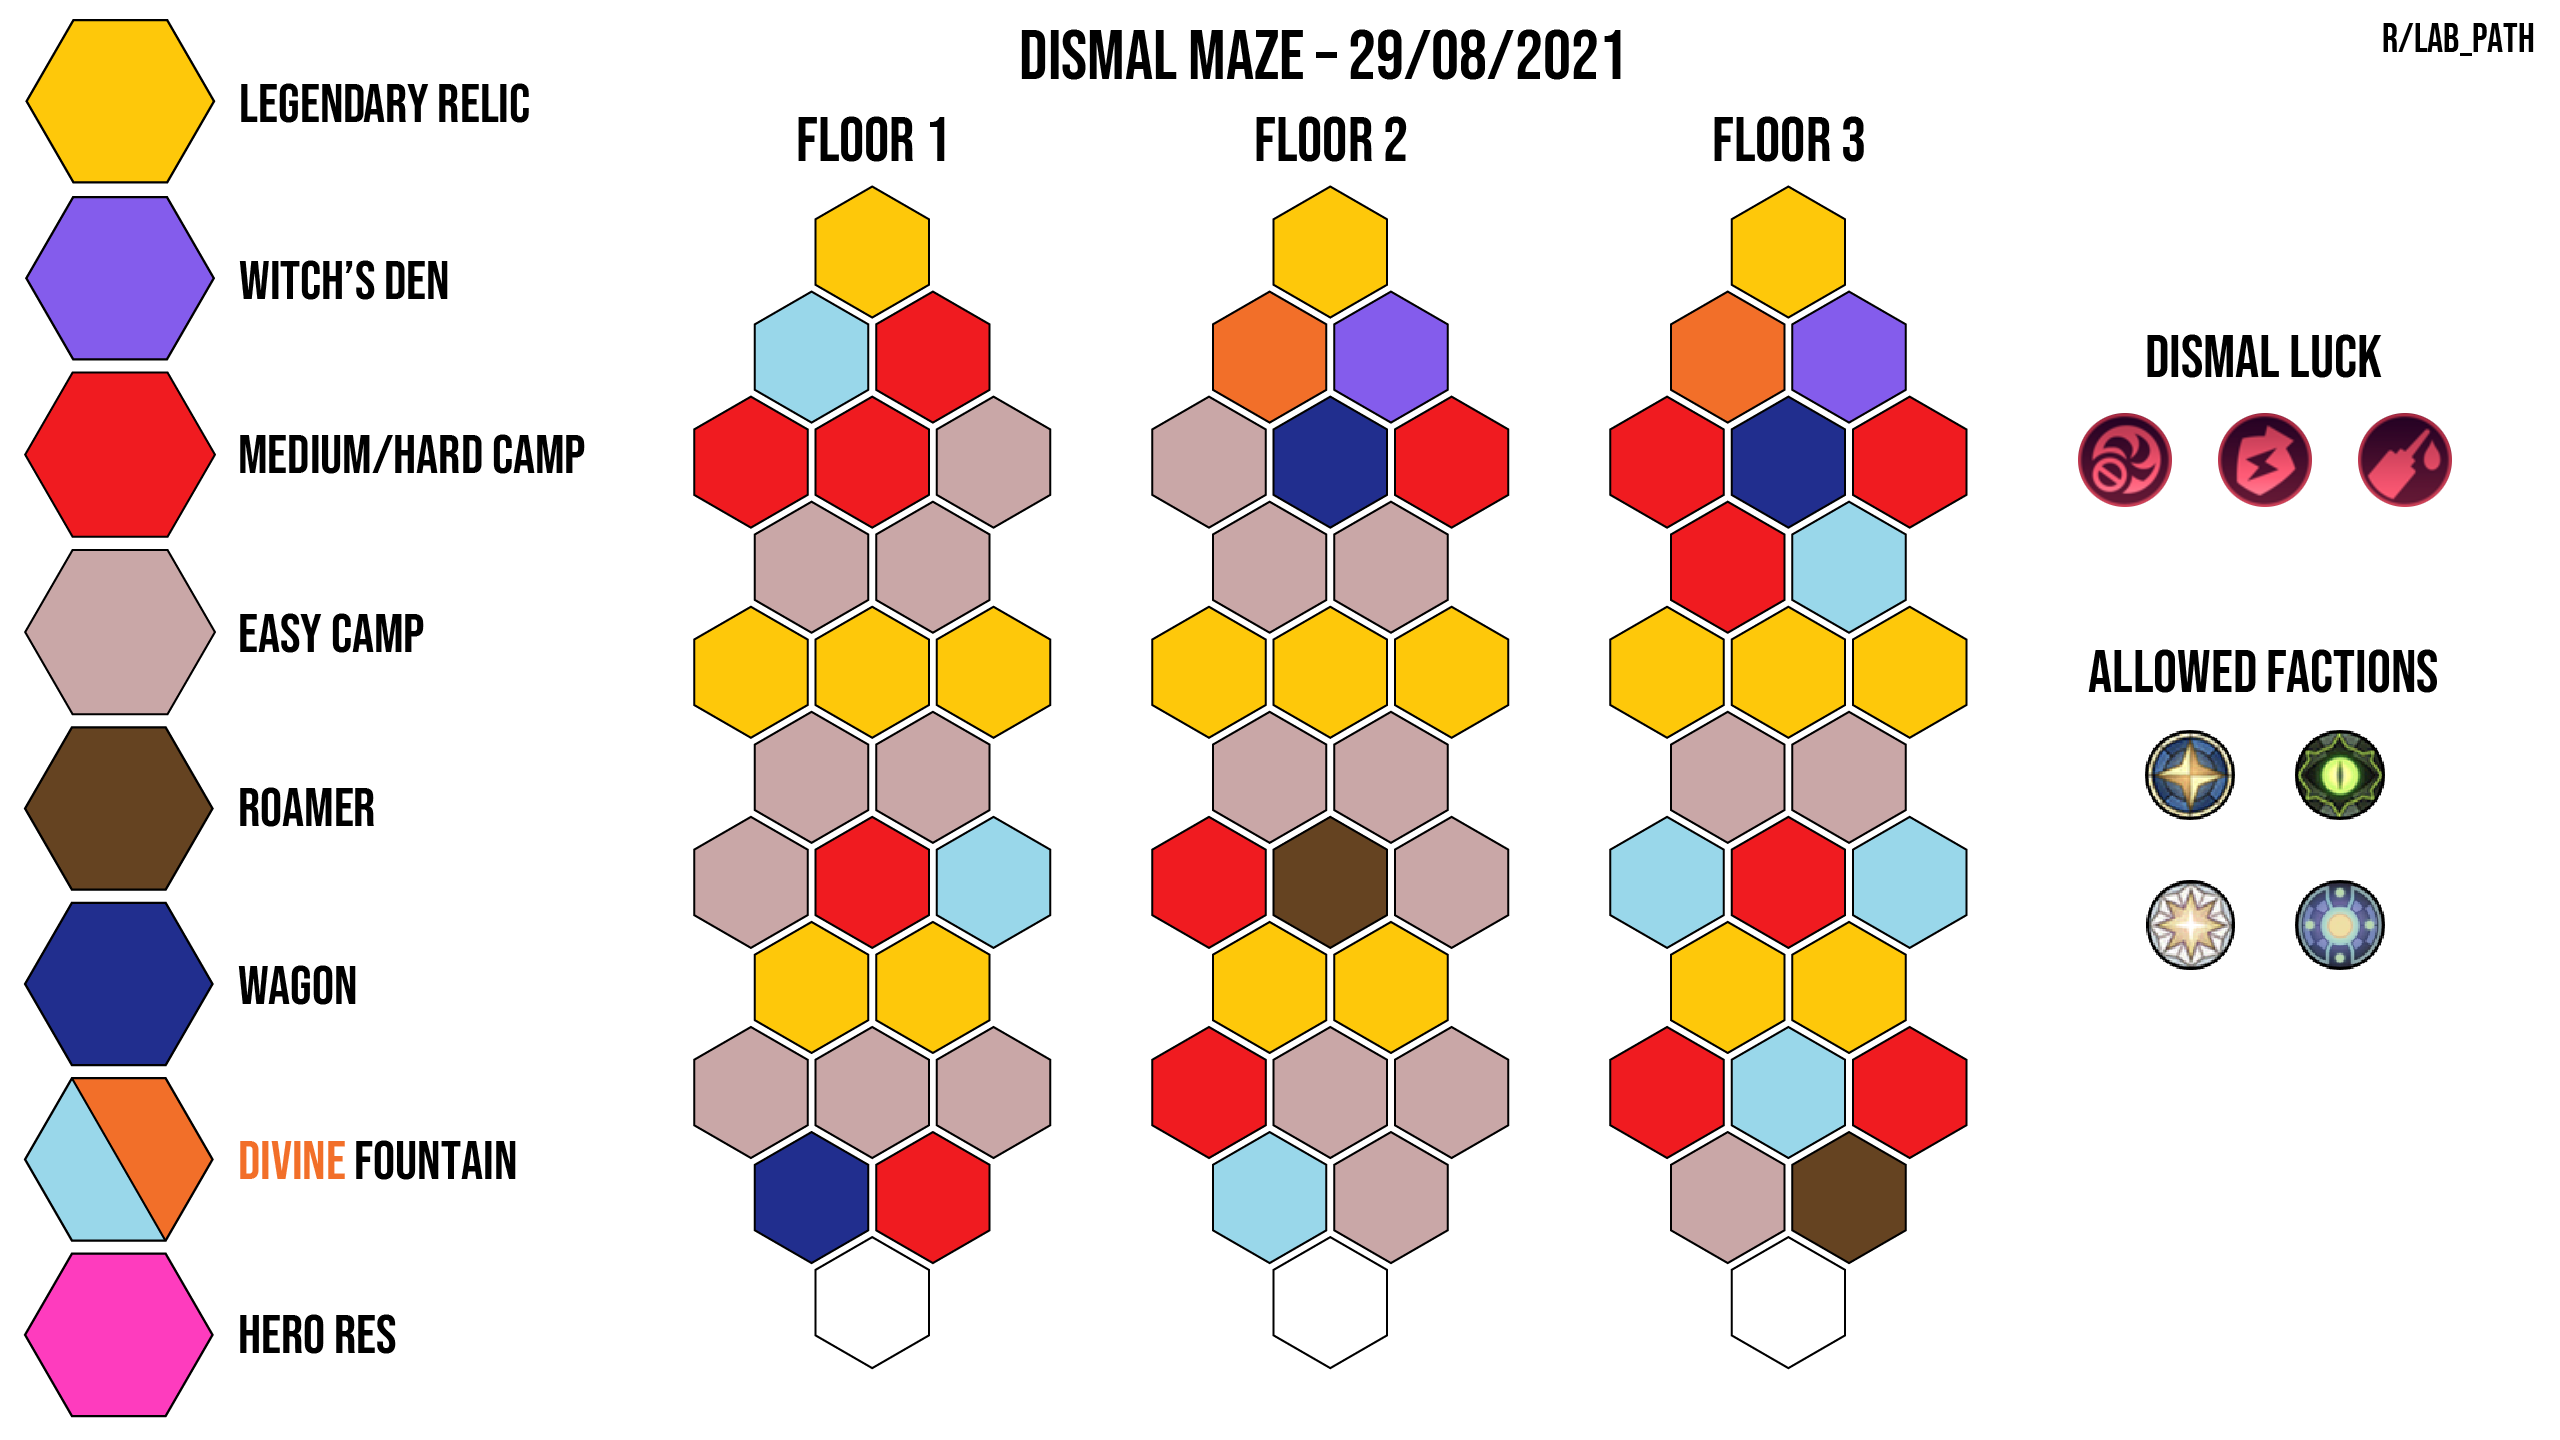 DISMAL MAZE – 29/08/2021
R/LAB_PATH
LEGENDARY RELIC
WITCH’S DEN
MEDIUM/HARD CAMP
EASY CAMP
ROAMER
WAGON
DIVINE FOUNTAIN
HERO RES
FLOOR 1
FLOOR 2
FLOOR 3
DISMAL LUCK
ALLOWED FACTIONS